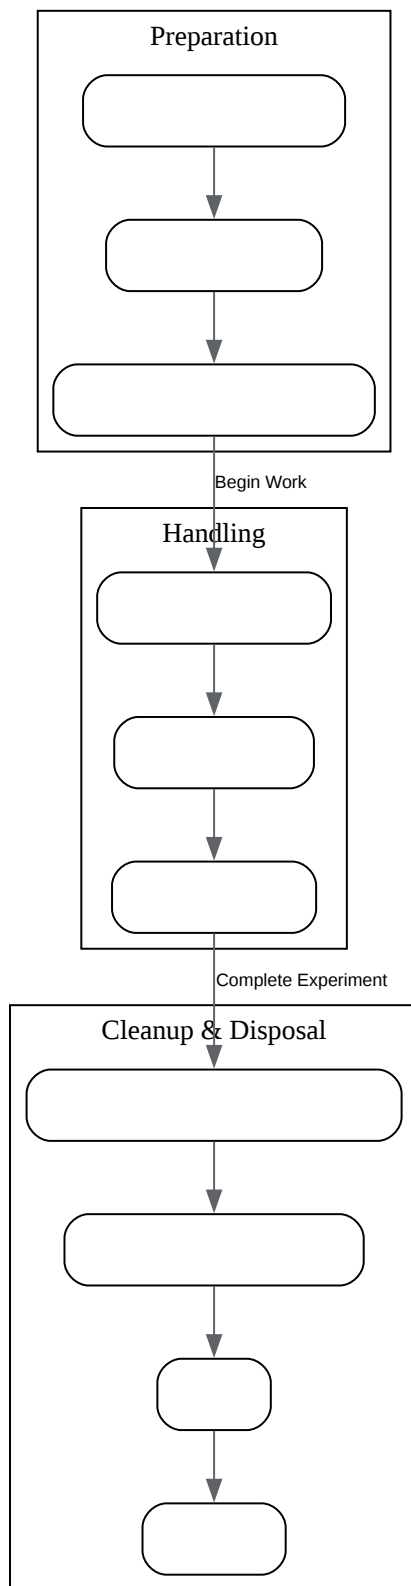 Preparation
Begin Work
Handling
Complete Experiment
Cleanup & Disposal